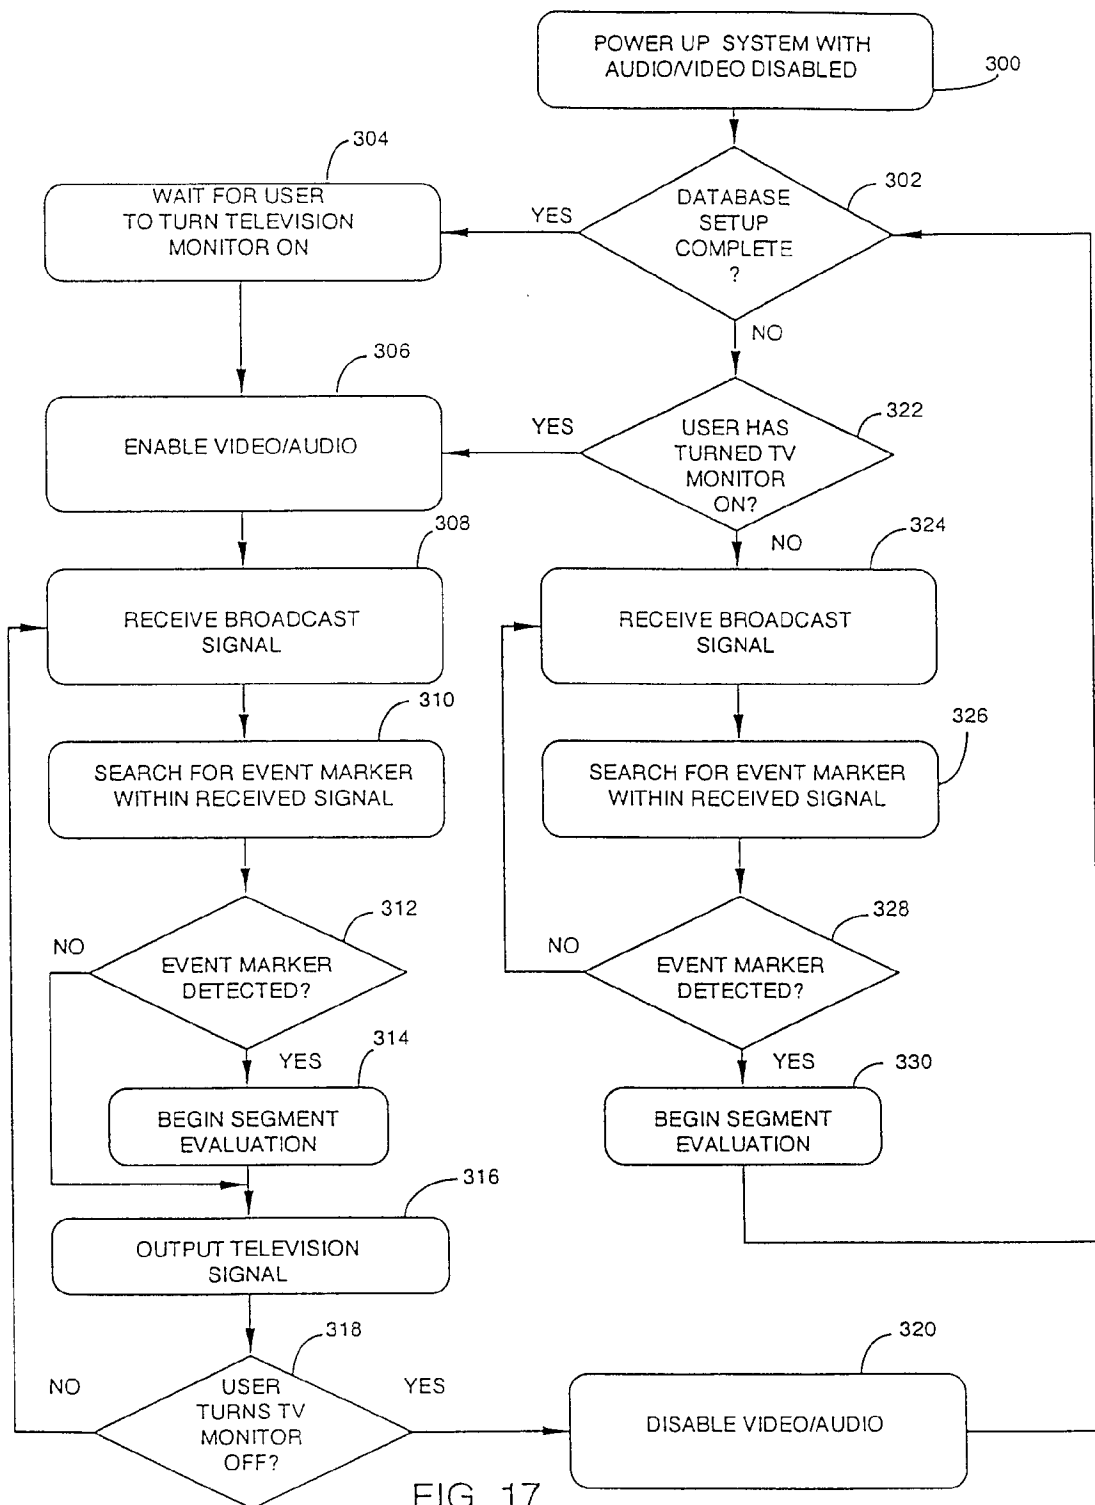 POWER UP SYSTEM WITH
AUDIO/VIDEO DISABLED
300
304
WAIT FOR USER
TO TURN TELEVISION
MONITOR ON
YES
302
DATABASE
SETUP
COMPLETE
?
NO
306
ENABLE VIDEO/AUDIO
YES
322
USER HAS
TURNED TV
MONITOR
ON?
NO
308
RECEIVE BROADCAST
SIGNAL
324
RECEIVE BROADCAST
SIGNAL
310
SEARCH FOR EVENT MARKER
WITHIN RECEIVED SIGNAL
326
SEARCH FOR EVENT MARKER
WITHIN RECEIVED SIGNAL
312
NO
EVENT MARKER
DETECTED?
YES
328
NO
EVENT MARKER
DETECTED?
YES
314
BEGIN SEGMENT
EVALUATION
330
BEGIN SEGMENT
EVALUATION
316
OUTPUT TELEVISION
SIGNAL
318
NO
USER
TURNS TV
MONITOR
OFF?
YES
320
DISABLE VIDEO/AUDIO
FIG. 17